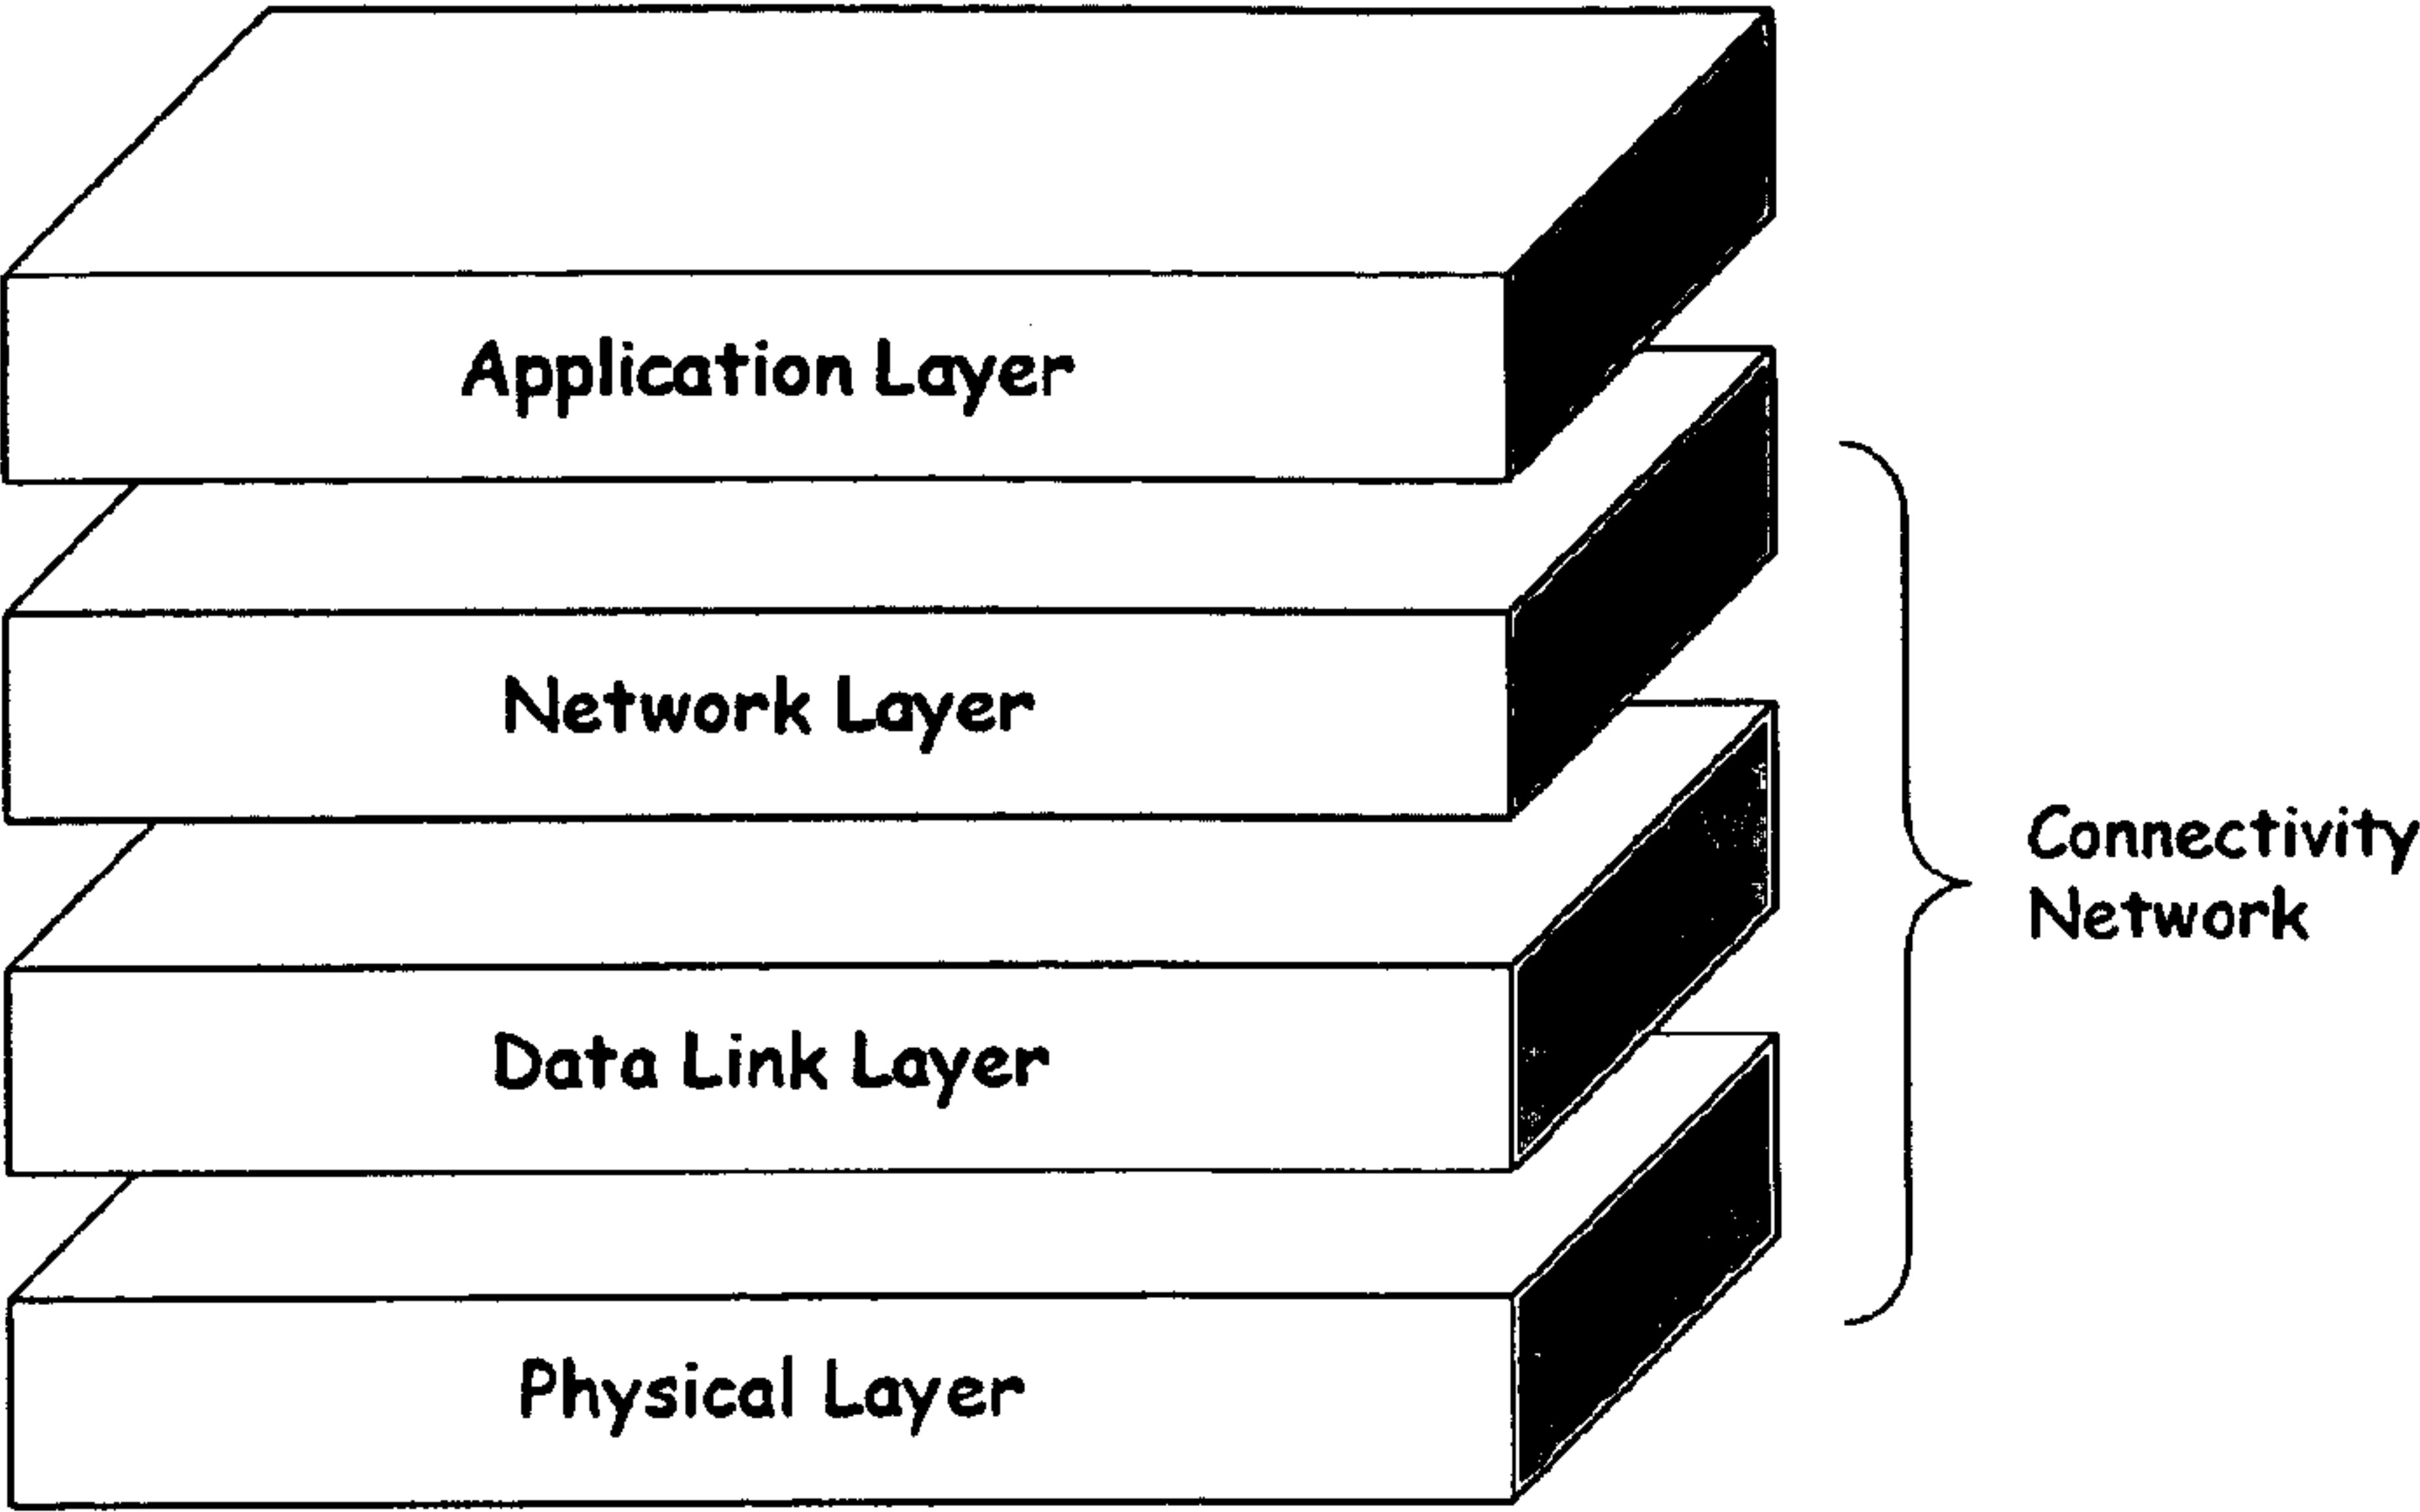 Application Layer
Network Layer
Connectivity
Network
Data Link Layer
Physical Layer